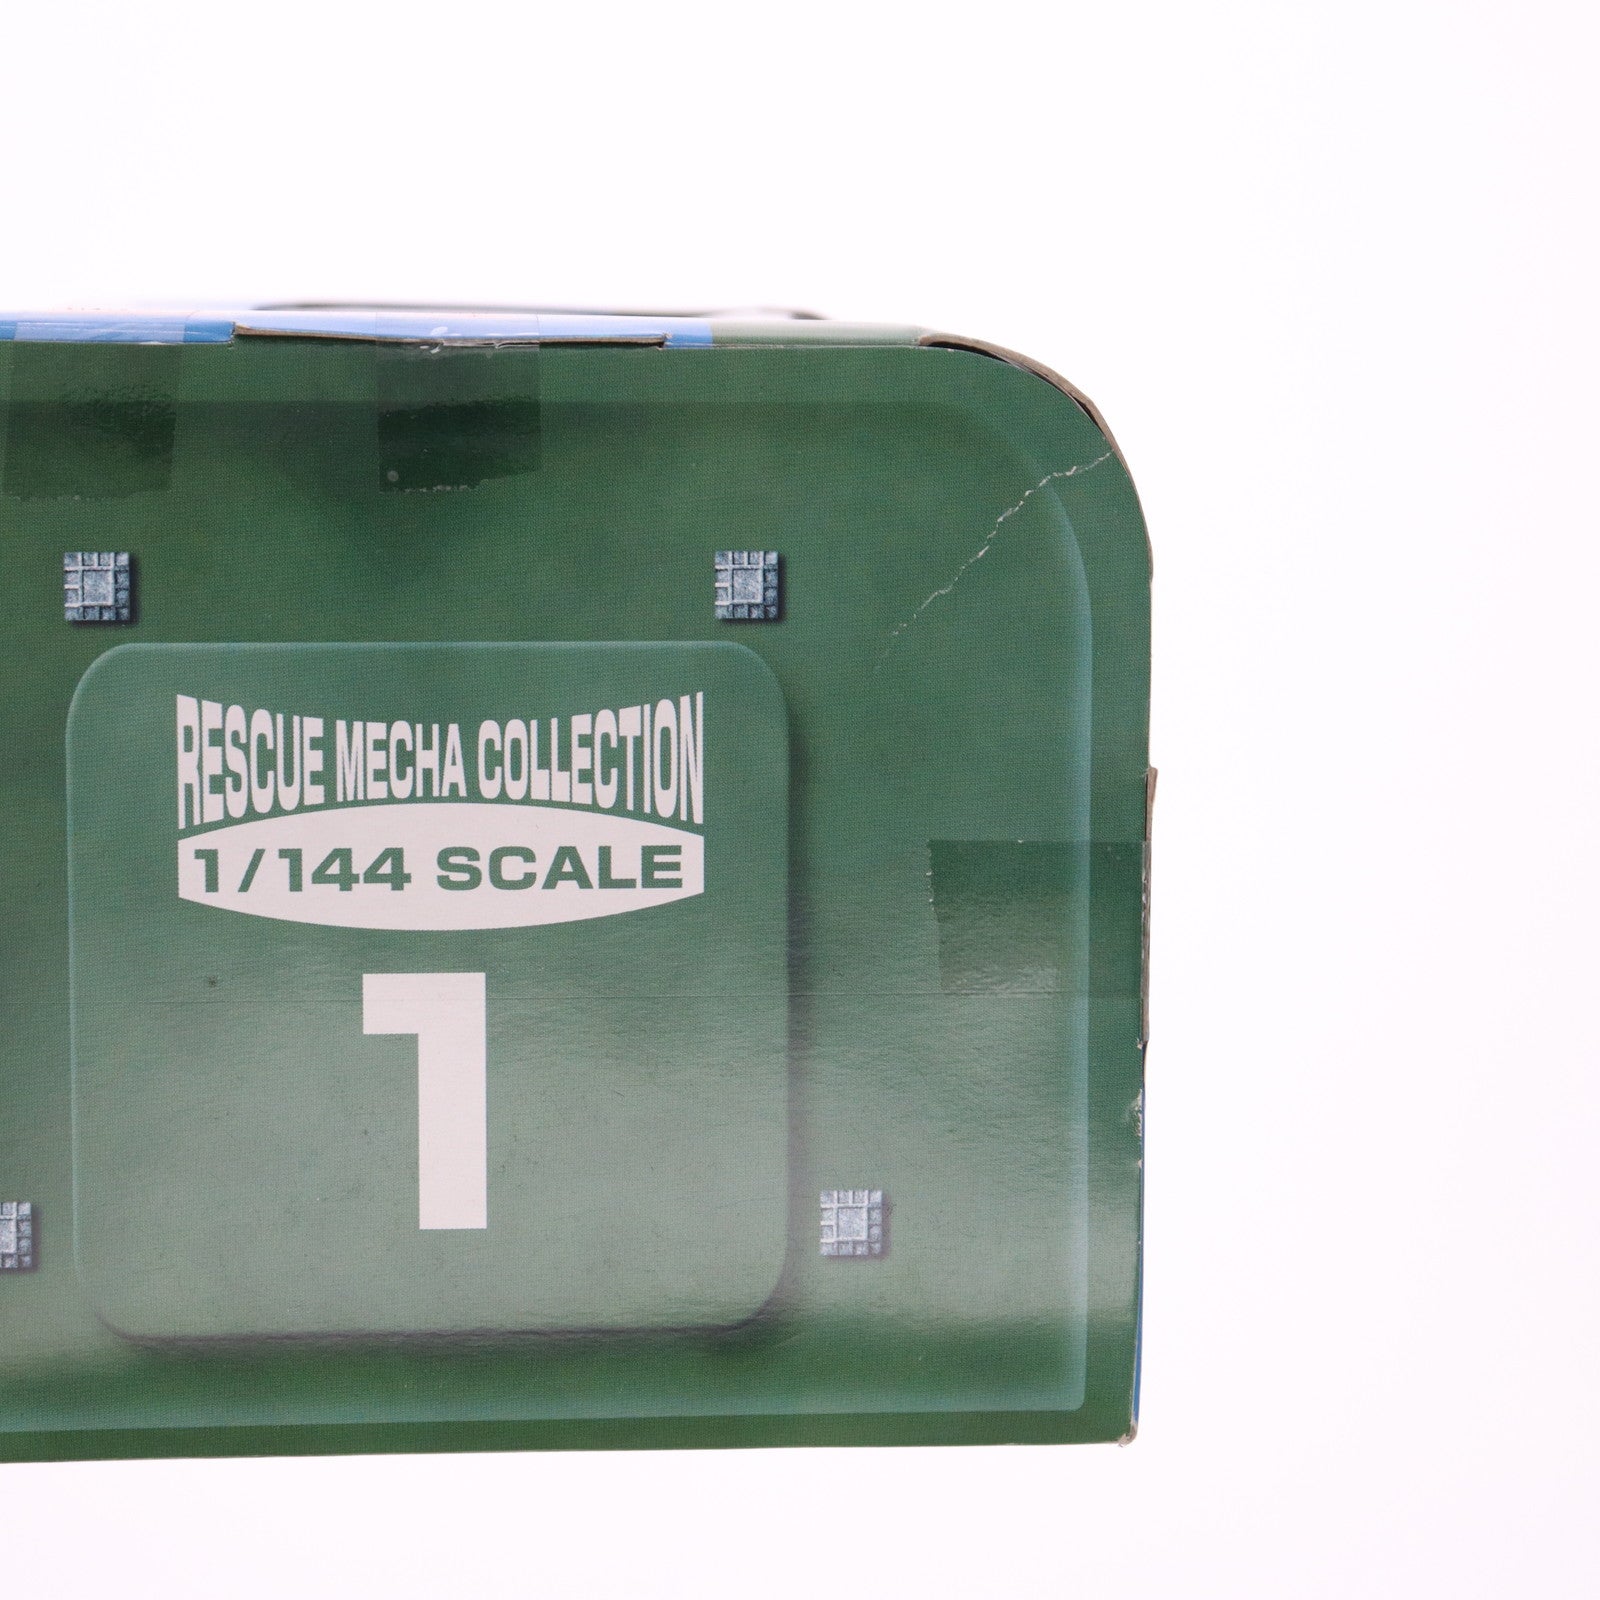 RESCUE MECHA COLLECTION
1/144 SCALE
1